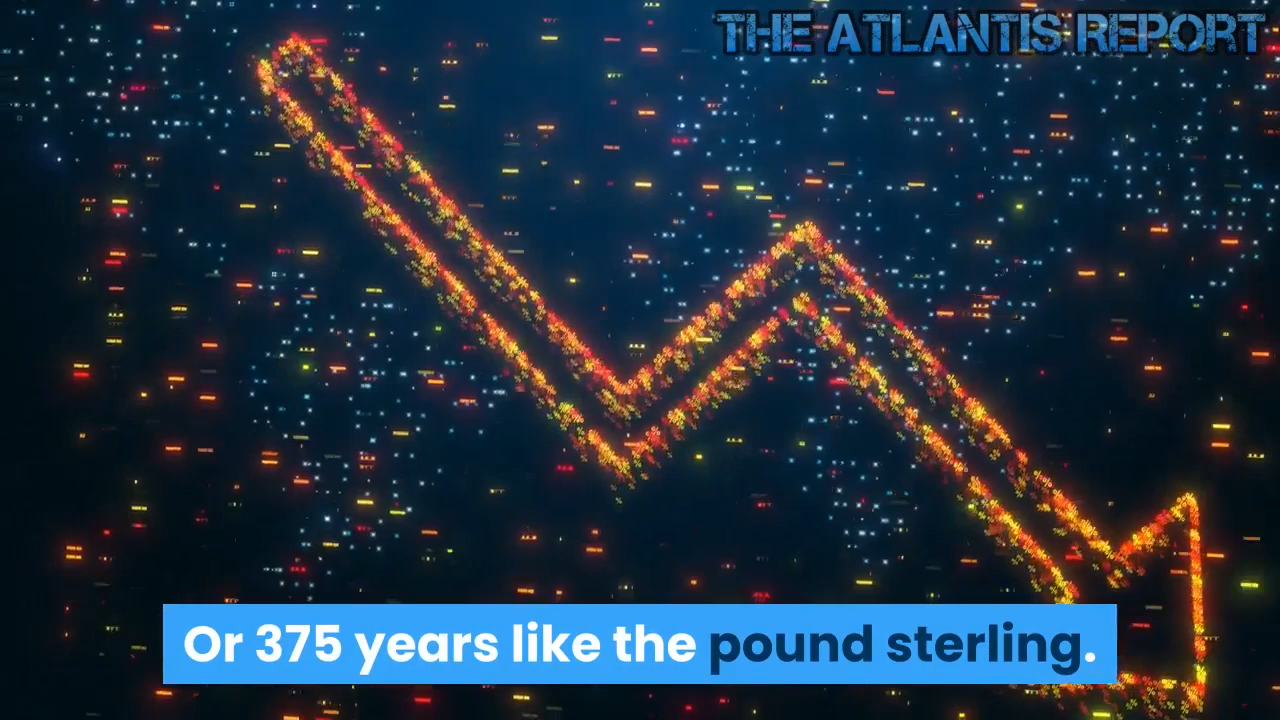 THE ATLANTIS REPORT
Or 375 years like the pound sterling.